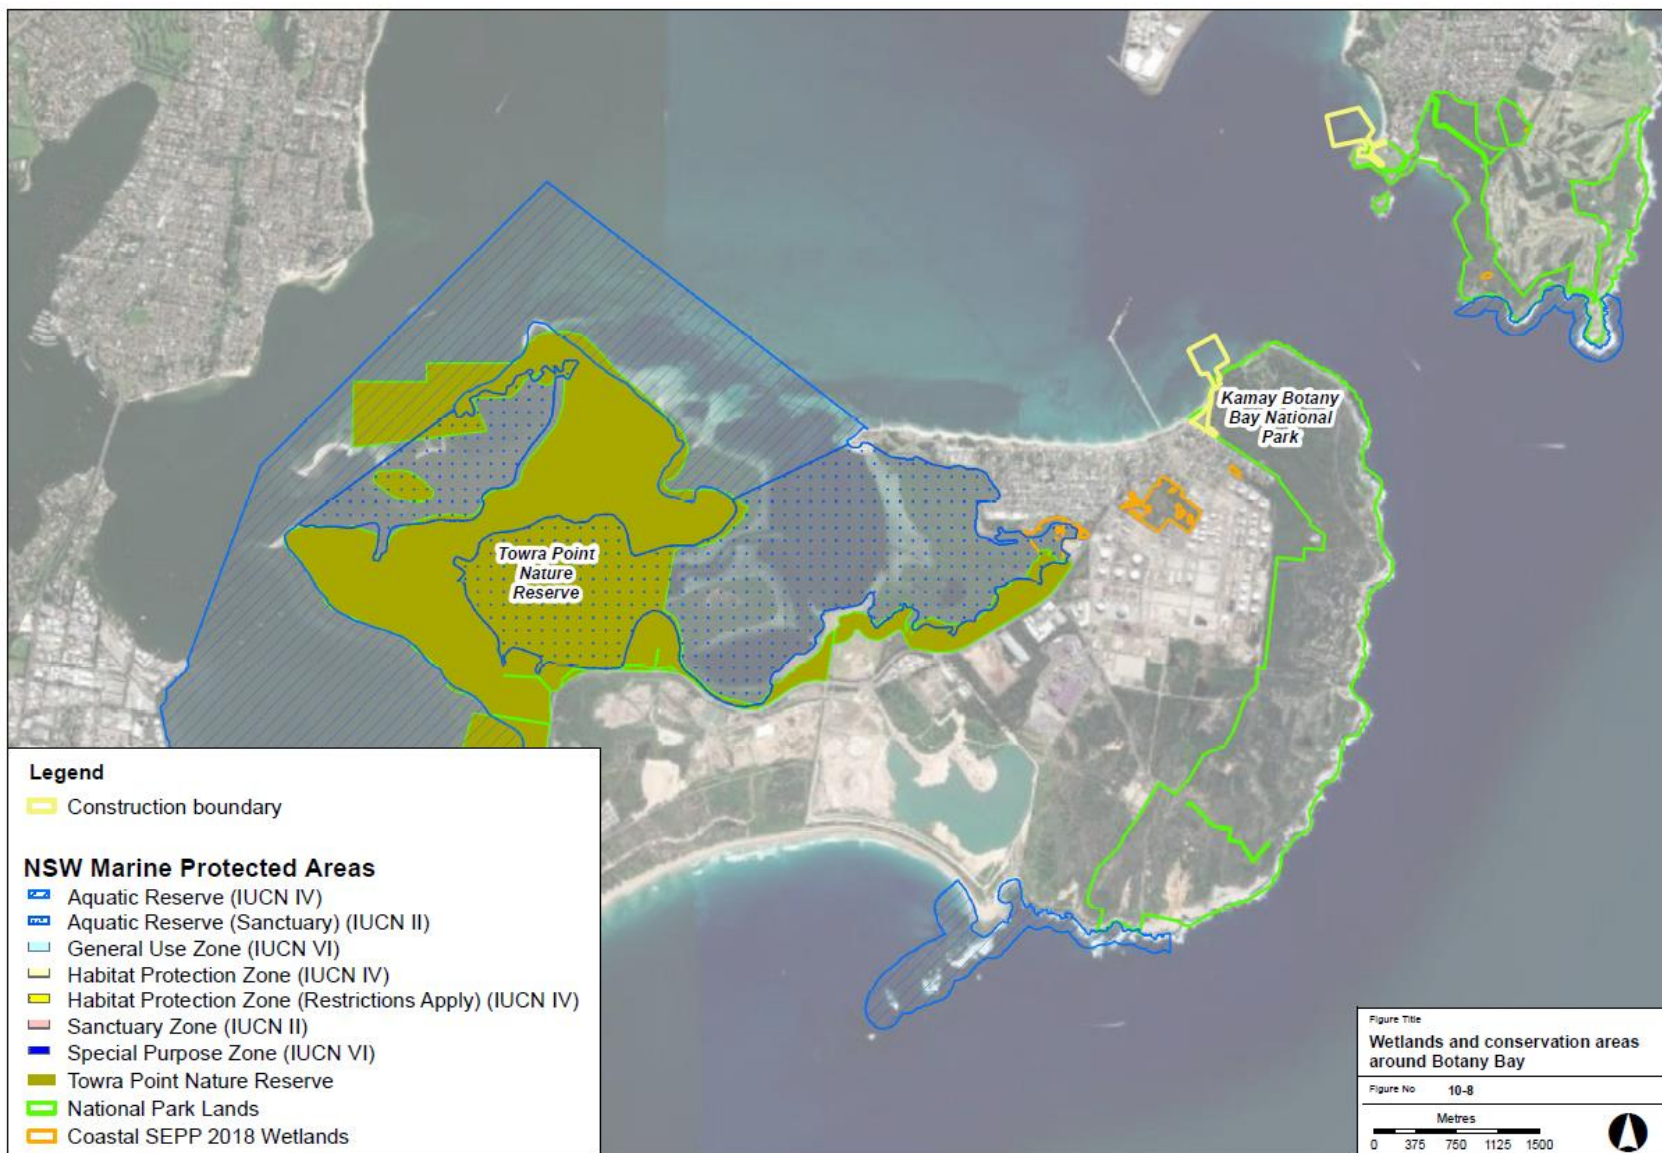 Kamay Botany
Bay National
Park
Towra Point
Nature
Reserve
Legend
Construction boundary
NSW Marine Protected Areas
Aquatic Reserve (IUCN IV)
Aquatic Reserve (Sanctuary) (IUCN II)
General Use Zone (IUCN VI)
Habitat Protection Zone (IUCN IV)
Habitat Protection Zone (Restrictions Apply) (IUCN IV)
Sanctuary Zone (IUCN II)
Special Purpose Zone (IUCN VI)
Towra Point Nature Reserve
National Park Lands
Coastal SEPP 2018 Wetlands
Figure Title
Wetlands and conservation areas
around Botany Bay
Figure No 10-8
Metres
0 375 750 1125 1500